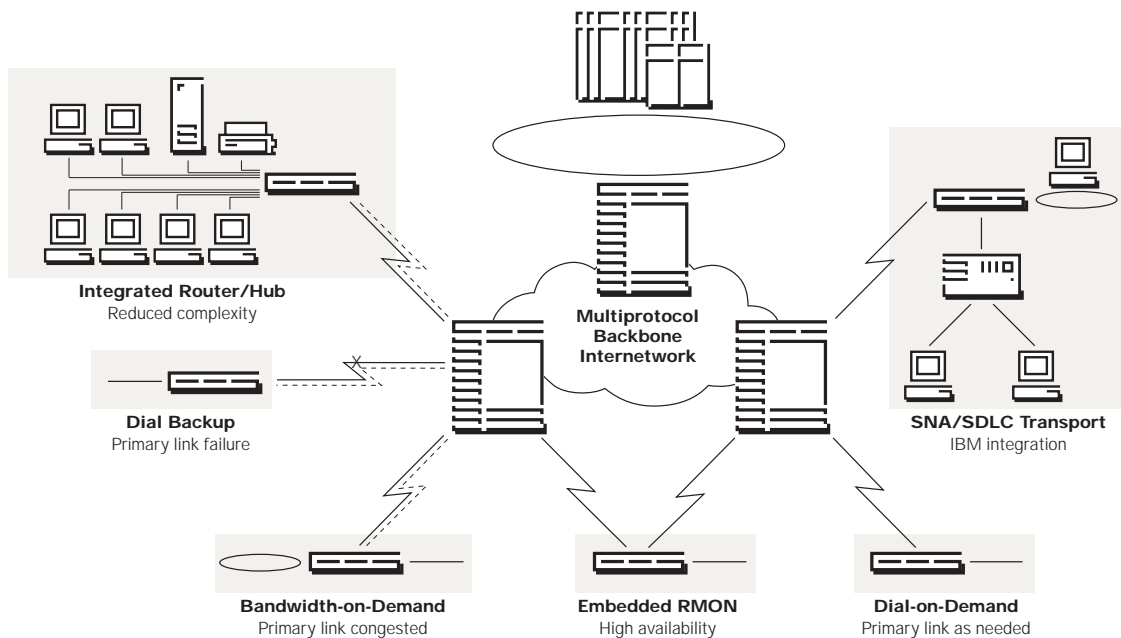 Integrated Router/Hub
Reduced complexity
Multiprotocol
Backbone
Internetwork
Dial Backup
Primary link failure
X
SNA/SDLC Transport
IBM integration
Bandwidth-on-Demand
Primary link congested
Embedded RMON
High availability
Dial-on-Demand
Primary link as needed